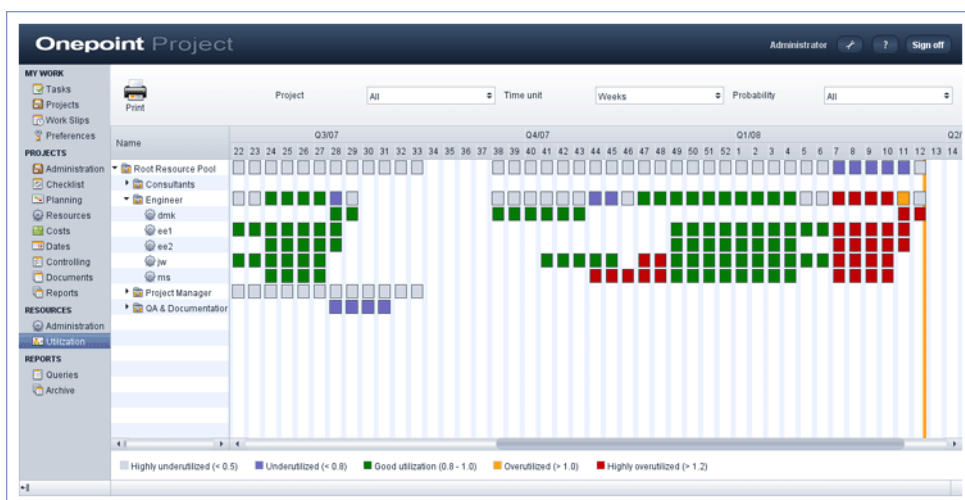 Onepoint Project
Administrator ? Sign off
MY WORK
Tasks
Projects
Work Slips
Preferences
PROJECTS
Administration
Checklist
Planning
Resources
Costs
Dates
Controlling
Documents
Reports
RESOURCES
Administration
Utilization
REPORTS
Queries
Archive
Print
Project All Time unit Weeks Probability All
Name
Q3/07 Q4/07 Q1/08 Q2/
22 23 24 25 26 27 28 29 30 31 32 33 34 35 36 37 38 39 40 41 42 43 44 45 46 47 48 49 50 51 52 1 2 3 4 5 6 7 8 9 10 11 12 13 14
Root Resource Pool
Consultants
Engineer
dmk
ee1
ee2
jw
ms
Project Manager
QA & Documentation
Highly underutilized (< 0.5) Underutilized (< 0.8) Good utilization (0.8 - 1.0) Overutilized (> 1.0) Highly overutilized (> 1.2)